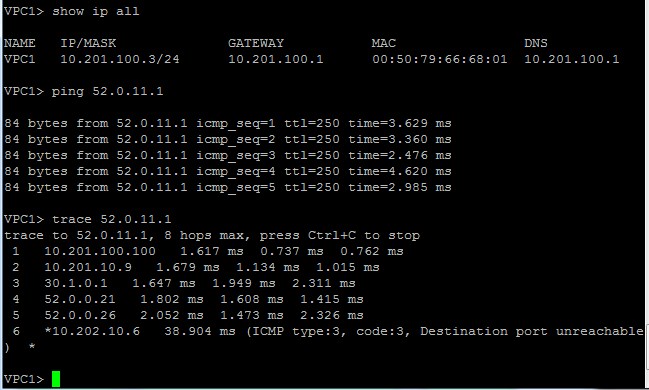 VPC1> show ip all
NAME IP/MASK GATEWAY MAC DNS
VPC1 10.201.100.3/24 10.201.100.1 00:50:79:66:68:01 10.201.100.1
VPC1> ping 52.0.11.1
84 bytes from 52.0.11.1 icmp_seq=1 ttl=250 time=3.629 ms
84 bytes from 52.0.11.1 icmp_seq=2 ttl=250 time=3.360 ms
84 bytes from 52.0.11.1 icmp_seq=3 ttl=250 time=2.476 ms
84 bytes from 52.0.11.1 icmp_seq=4 ttl=250 time=4.620 ms
84 bytes from 52.0.11.1 icmp_seq=5 ttl=250 time=2.985 ms
VPC1> trace 52.0.11.1
trace to 52.0.11.1, 8 hops max, press Ctrl+C to stop
1 10.201.100.100 1.617 ms 0.737 ms 0.762 ms
2 10.201.10.9 1.679 ms 1.134 ms 1.015 ms
3 30.1.0.1 1.647 ms 1.949 ms 2.311 ms
4 52.0.0.21 1.802 ms 1.608 ms 1.415 ms
5 52.0.0.26 2.052 ms 1.473 ms 2.326 ms
6 *10.202.10.6 38.904 ms (ICMP type:3, code:3, Destination port unreachable
) *
VPC1>